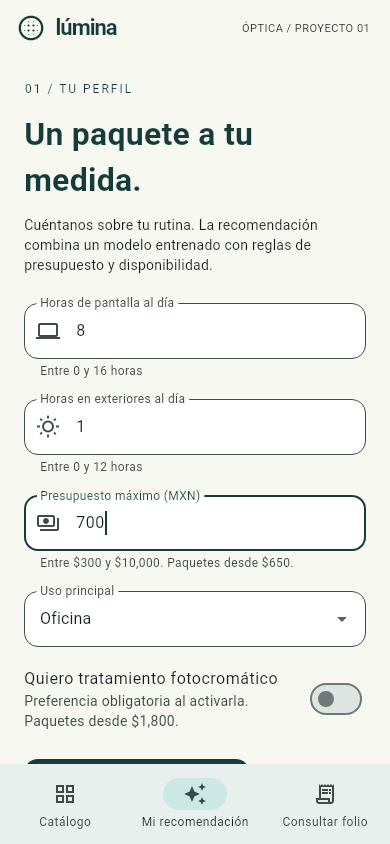 lúmina
ÓPTICA / PROYECTO 01
01 / TU PERFIL
Un paquete a tu
medida.
Cuéntanos sobre tu rutina. La recomendación
combina un modelo entrenado con reglas de
presupuesto y disponibilidad.
Horas de pantalla al día
8
Entre 0 y 16 horas
Horas en exteriores al día
1
Entre 0 y 12 horas
Presupuesto máximo (MXN)
700
Entre $300 y $10,000. Paquetes desde $650.
Uso principal
Oficina
Quiero tratamiento fotocromático
Preferencia obligatoria al activarla.
Paquetes desde $1,800.
Catálogo
Mi recomendación
Consultar folio